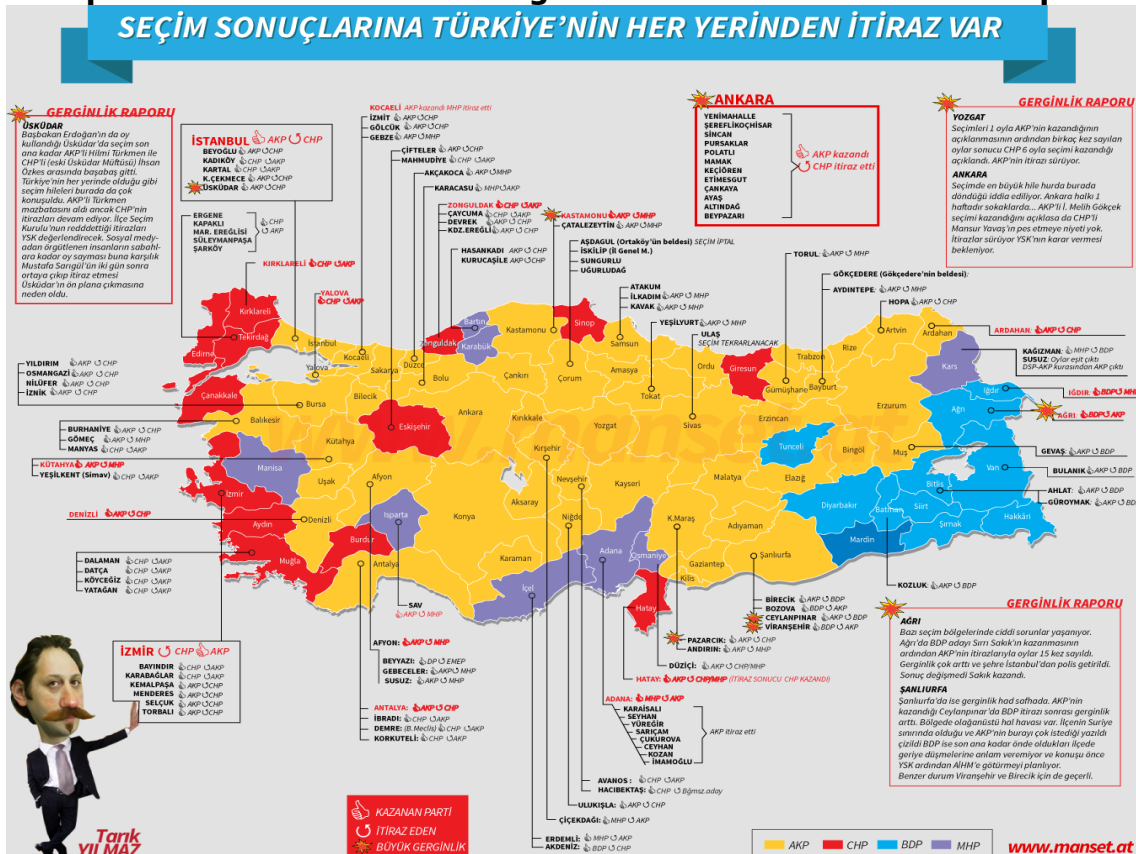 SEÇİM SONUÇLARINA TÜRKİYE'NİN HER YERİNDEN İTİRAZ VAR
GERGİNLİK RAPORU
ÜSKÜDAR
Başbakan Erdoğan'ın da oy
kullandığı Üsküdar'da seçim son
ana kadar AKP'li Hilmi Türkmen ile
CHP'li (eski Üsküdar Müftüsü) İhsan
Özkes arasında başabaş gitti.
Türkiye'nin her yerinde olduğu gibi
seçim hileleri burada da çok
konuşuldu. AKP'li Türkmen
mazbatasını aldı ancak CHP'nin
itirazları devam ediyor. İlçe Seçim
Kurulu'nun redddettiği itirazları
YSK değerlendirecek. Sosyal medy-
adan örgütlenen insanların sabahl-
ara kadar oy sayması buna karşılık
Mustafa Sarıgül'ün iki gün sonra
ortaya çıkıp itiraz etmesi
Üsküdar'ın ön plana çıkmasına
neden oldu.
İSTANBUL AKP CHP
BEYOĞLU AKP CHP
KADIKÖY CHP AKP
KARTAL CHP AKP
K.ÇEKMECE AKP CHP
ÜSKÜDAR AKP CHP
ERGENE
KAPAKLI
MAR. EREĞLİSİ
SÜLEYMANPAŞA
ŞARKÖY
CHP
AKP
KIRKLARELİ CHP AKP
YALOVA
CHP AKP
KOCAELİ AKP kazandı MHP itiraz etti
İZMİT AKP CHP
GÖLCÜK AKP CHP
GEBZE AKP MHP
ÇİFTELER AKP CHP
MAHMUDİYE CHP AKP
AKÇAKOCA AKP MHP
KARACASU MHP AKP
ZONGULDAK CHP AKP
ÇAYCUMA CHP AKP
DEVREK CHP AKP
KDZ.EREĞLİ CHP AKP
HASANKADI AKP CHP
KURUCAŞİLE AKP CHP
KASTAMONU AKP MHP
ÇATALEZEYTİN AKP MHP
AŞDAGUL (Ortaköy'ün beldesi) SEÇİM İPTAL
İSKİLİP (İl Genel M.)
SUNGURLU
UĞURLUDAĞ
ATAKUM
İLKADIM AKP MHP
KAVAK AKP MHP
YEŞİLYURT AKP MHP
ULAŞ
SEÇİM TEKRARLANACAK
ANKARA
YENİMAHALLE
ŞEREFLİKOÇHİSAR
SİNCAN
PURSAKLAR
POLATLI
MAMAK
KEÇİÖREN
ETİMESGUT
ÇANKAYA
AYAŞ
ALTINDAĞ
BEYPAZARI
AKP kazandı
CHP itiraz etti
GERGİNLİK RAPORU
YOZGAT
Seçimleri 1 oyla AKP'nin kazandığının
açıklanmasının ardından birkaç kez sayılan
oylar sonucu CHP 6 oyla seçimi kazandığı
açıklandı. AKP'nin itirazı sürüyor.
ANKARA
Seçimde en büyük hile hurda burada
döndüğü iddia ediliyor. Ankara halkı 1
haftadır sokaklarda... AKP'li İ. Melih Gökçek
seçimi kazandığını açıklasa da CHP'li
Mansur Yavaş'ın pes etmeye niyeti yok.
İtirazlar sürüyor YSK'nın karar vermesi
bekleniyor.
TORUL: AKP MHP
GÖKÇEDERE (Gökçedere'nin beldesi):
AYDINTEPE: AKP MHP
HOPA AKP CHP
ARDAHAN: AKP CHP
KAĞIZMAN: MHP BDP
SUSUZ: Oylar eşit çıktı
DSP-AKP kurasından AKP çıktı
IĞDIR: BDP MH
AĞRI: BDP AKP
GEVAŞ: AKP BDP
BULANIK AKP BDP
AHLAT: AKP BDP
GÜROYMAK: AKP BD
KOZLUK: AKP BDP
YILDIRIM AKP CHP
OSMANGAZİ AKP CHP
NİLÜFER AKP CHP
İZNİK AKP CHP
BURHANİYE AKP CHP
GÖMEÇ AKP MHP
MANYAS AKP CHP
KÜTAHYA AKP MHP
YEŞİLKENT (Simav) CHP AKP
DENİZLİ AKP CHP
DALAMAN CHP AKP
DATÇA CHP AKP
KÖYCEĞİZ CHP AKP
YATAĞAN CHP AKP
Kırklareli
Tekirdağ
Edirne
İstanbul
Kocaeli
Yalova
Sakarya
Düzce
Bolu
Zonguldak
Bartın
Karabük
Kastamonu
Sinop
Samsun
Çankırı
Çorum
Amasya
Ordu
Giresun
Trabzon
Rize
Artvin
Ardahan
Kars
Iğdır
Ağrı
Çanakkale
Balıkesir
Bursa
Bilecik
Eskişehir
Ankara
Kırıkkale
Yozgat
Tokat
Sivas
Gümüşhane
Bayburt
Erzincan
Erzurum
Tunceli
Bingöl
Muş
Van
Bitlis
Manisa
Kütahya
Uşak
Afyon
Kırşehir
Nevşehir
Kayseri
Malatya
Elazığ
Diyarbakır
Batman
Siirt
Şırnak
Hakkâri
Mardin
İzmir
Aydın
Denizli
Muğla
Burdur
Isparta
Konya
Aksaray
Niğde
K.Maraş
Adıyaman
Şanlıurfa
Gaziantep
Kilis
Osmaniye
Adana
Hatay
Karaman
İçel
Antalya
SAV
AKP MHP
AFYON: AKP MHP
BEYYAZI: DP EMEP
GEBECELER: AKP MHP
SUSUZ: AKP MHP
ANTALYA: AKP CHP
İBRADI: CHP AKP
DEMRE: (B.Meclis) CHP AKP
KORKUTELİ: CHP AKP
İZMİR CHP AKP
BAYINDIR CHP AKP
KARABAĞLAR CHP AKP
KEMALPAŞA AKP CHP
MENDERES AKP CHP
SELÇUK AKP CHP
TORBALI AKP CHP
BİRECİK AKP BDP
BOZOVA BDP AKP
CEYLANPINAR AKP BDP
VİRANŞEHİR BDP AKP
PAZARCIK: AKP CHP
ANDIRIN: AKP MHP
DÜZİÇİ: AKP CHP/MHP
HATAY: AKP CHP/MHP (İTİRAZ SONUCU CHP KAZANDI)
ADANA: MHP AKP
KARAİSALI
SEYHAN
YÜREĞİR
SARIÇAM
ÇUKUROVA
CEYHAN
KOZAN
İMAMOĞLU
AKP itiraz etti
AVANOS : CHP AKP
HACIBEKTAŞ: CHP Bğmsz.aday
ULUKIŞLA: AKP CHP
ÇİÇEKDAĞI: MHP AKP
ERDEMLİ: MHP AKP
AKDENİZ: BDP CHP
GERGİNLİK RAPORU
AĞRI
Bazı seçim bölgelerinde ciddi sorunlar yaşanıyor.
Ağrı'da BDP adayı Sırrı Sakık'ın kazanmasının
ardından AKP'nin itirazlarıyla oylar 15 kez sayıldı.
Gerginlik çok arttı ve şehre İstanbul'dan polis getirildi.
Sonuç değişmedi Sakık kazandı.
ŞANLIURFA
Şanlıurfa'da ise gerginlik had safhada. AKP'nin
kazandığı Ceylanpınar'da BDP itirazı sonrası gerginlik
arttı. Bölgede olağanüstü hal havası var. İlçenin Suriye
sınırında olduğu ve AKP'nin burayı çok istediği yazıldı
çizildi BDP ise son ana kadar önde oldukları ilçede
geriye düşmelerine anlam veremiyor ve konuşu önce
YSK ardından AİHM'e götürmeyi planlıyor.
Benzer durum Viranşehir ve Birecik için de geçerli.
KAZANAN PARTİ
İTİRAZ EDEN
BÜYÜK GERGİNLİK
AKP
CHP
BDP
MHP
Tarık
YILMAZ
www.manset.at
www.manset.at